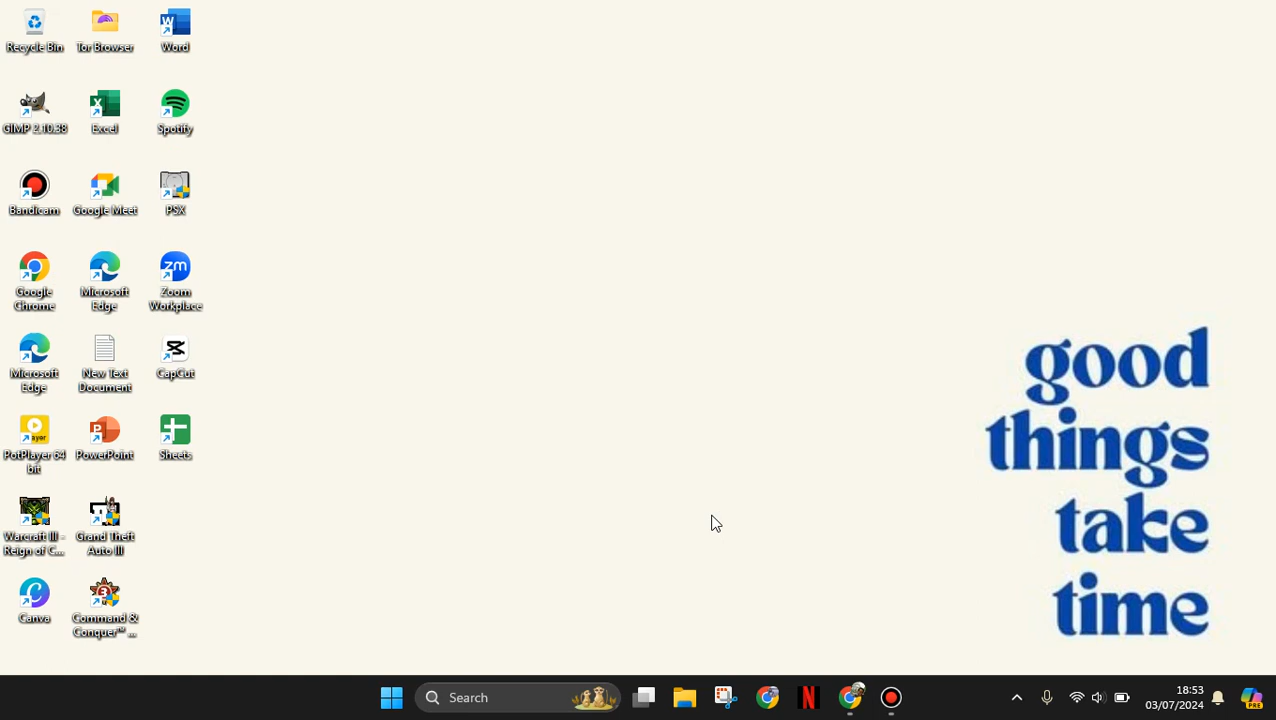 Recycle Bin
Tor Browser
Word
GIMP 2.10.38
Excel
Spotify
Bandicam
Google Meet
PSX
Google
Chrome
Microsoft
Edge
Zoom
Workplace
zm
Microsoft
Edge
New Text
Document
CapCut
PotPlayer 64
bit
PowerPoint
Sheets
Warcraft III -
Reign of C...
Grand Theft
Auto III
Canva
Command &
Conquer™ ...
good
things
take
time
Search
18:53
03/07/2024
PRE